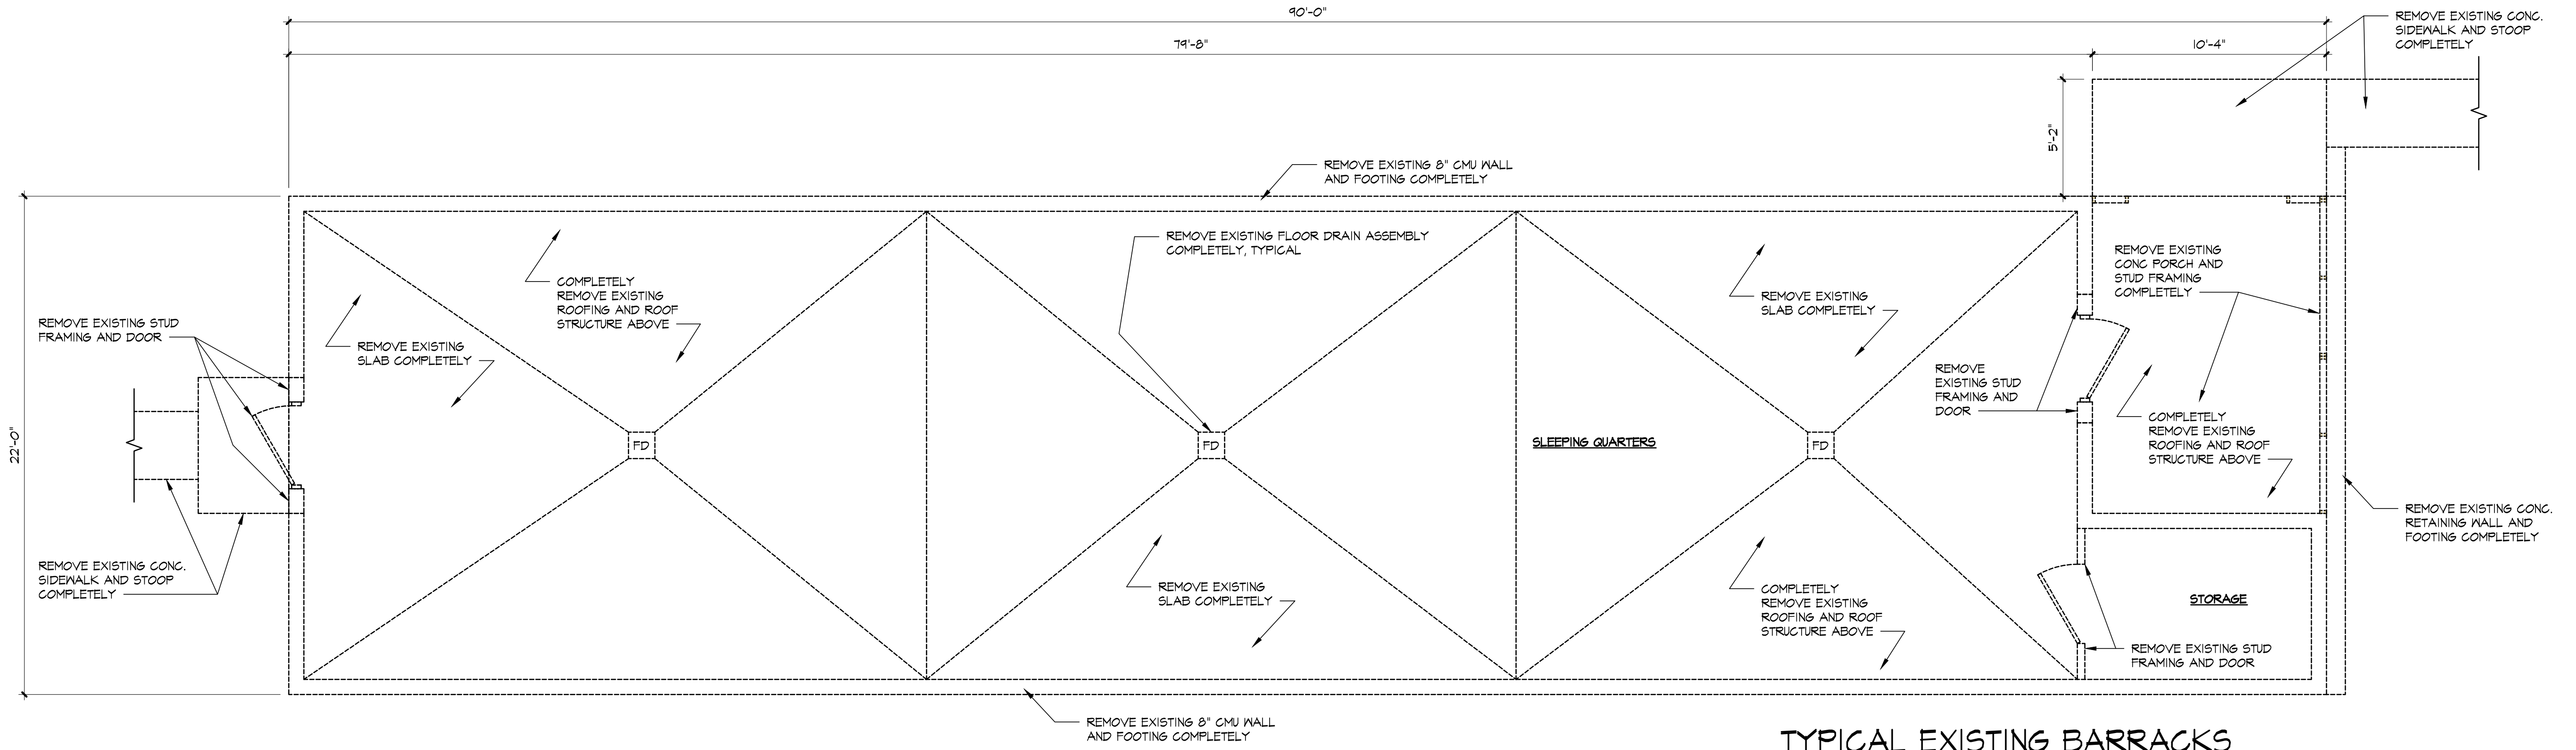 90'-0"
79'-8"
10'-4"
REMOVE EXISTING CONC.
SIDEWALK AND STOOP
COMPLETELY
5'-2"
REMOVE EXISTING 8" CMU WALL
AND FOOTING COMPLETELY
REMOVE EXISTING FLOOR DRAIN ASSEMBLY
COMPLETELY, TYPICAL
COMPLETELY
REMOVE EXISTING
ROOFING AND ROOF
STRUCTURE ABOVE
REMOVE EXISTING
SLAB COMPLETELY
REMOVE EXISTING
CONC PORCH AND
STUD FRAMING
COMPLETELY
REMOVE EXISTING STUD
FRAMING AND DOOR
REMOVE EXISTING
SLAB COMPLETELY
REMOVE
EXISTING STUD
FRAMING AND
DOOR
COMPLETELY
REMOVE EXISTING
ROOFING AND ROOF
STRUCTURE ABOVE
22'-0"
FD
FD
SLEEPING QUARTERS
FD
REMOVE EXISTING CONC.
RETAINING WALL AND
FOOTING COMPLETELY
REMOVE EXISTING CONC.
SIDEWALK AND STOOP
COMPLETELY
REMOVE EXISTING
SLAB COMPLETELY
COMPLETELY
REMOVE EXISTING
ROOFING AND ROOF
STRUCTURE ABOVE
STORAGE
REMOVE EXISTING STUD
FRAMING AND DOOR
REMOVE EXISTING 8" CMU WALL
AND FOOTING COMPLETELY
TYPICAL EXISTING BARRACKS